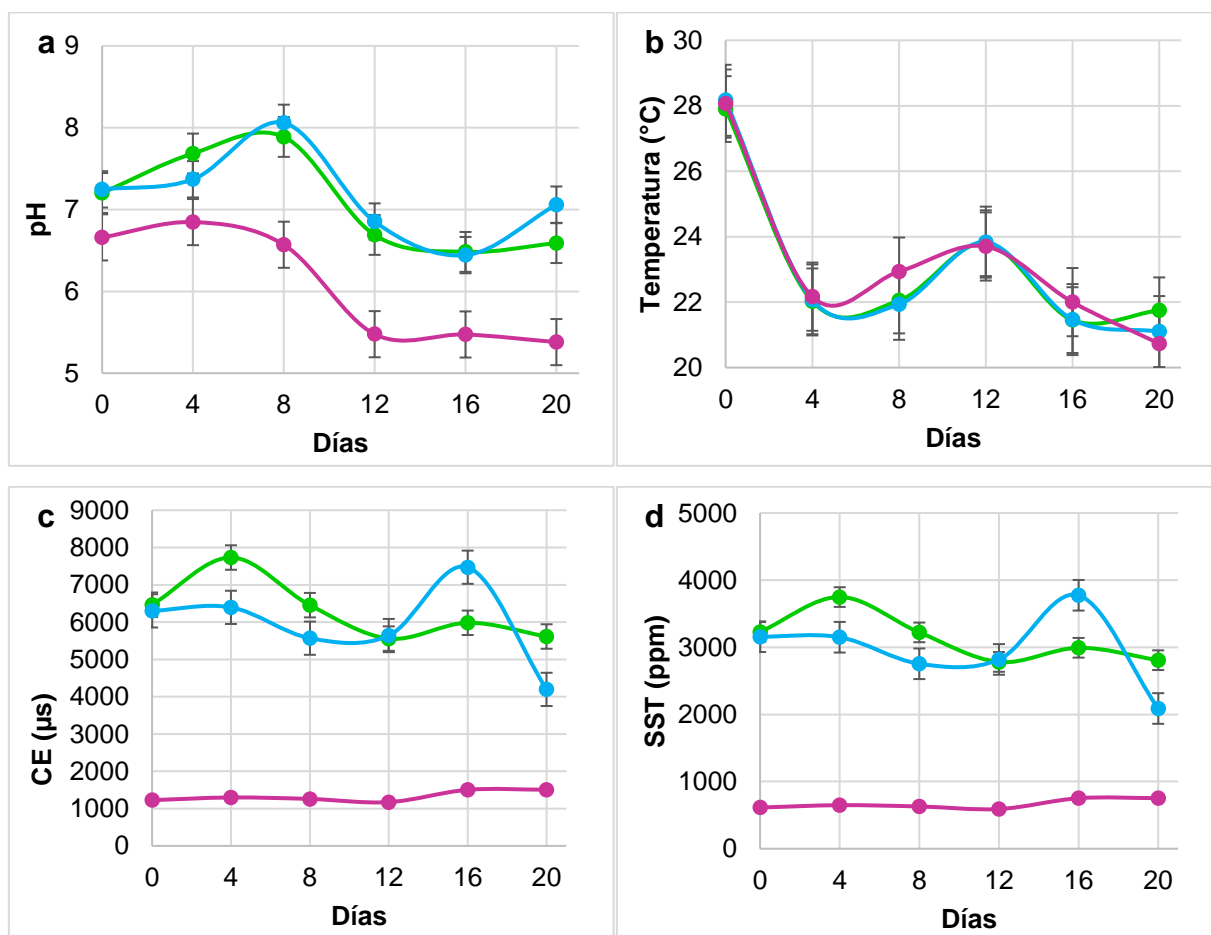 a
9
8
7
6
5
pH
0 4 8 12 16 20
Días
b
30
28
26
24
22
20
Temperatura (°C)
0 4 8 12 16 20
Días
c
9000
8000
7000
6000
5000
4000
3000
2000
1000
0
CE (µs)
0 4 8 12 16 20
Días
d
5000
4000
3000
2000
1000
0
SST (ppm)
0 4 8 12 16 20
Días